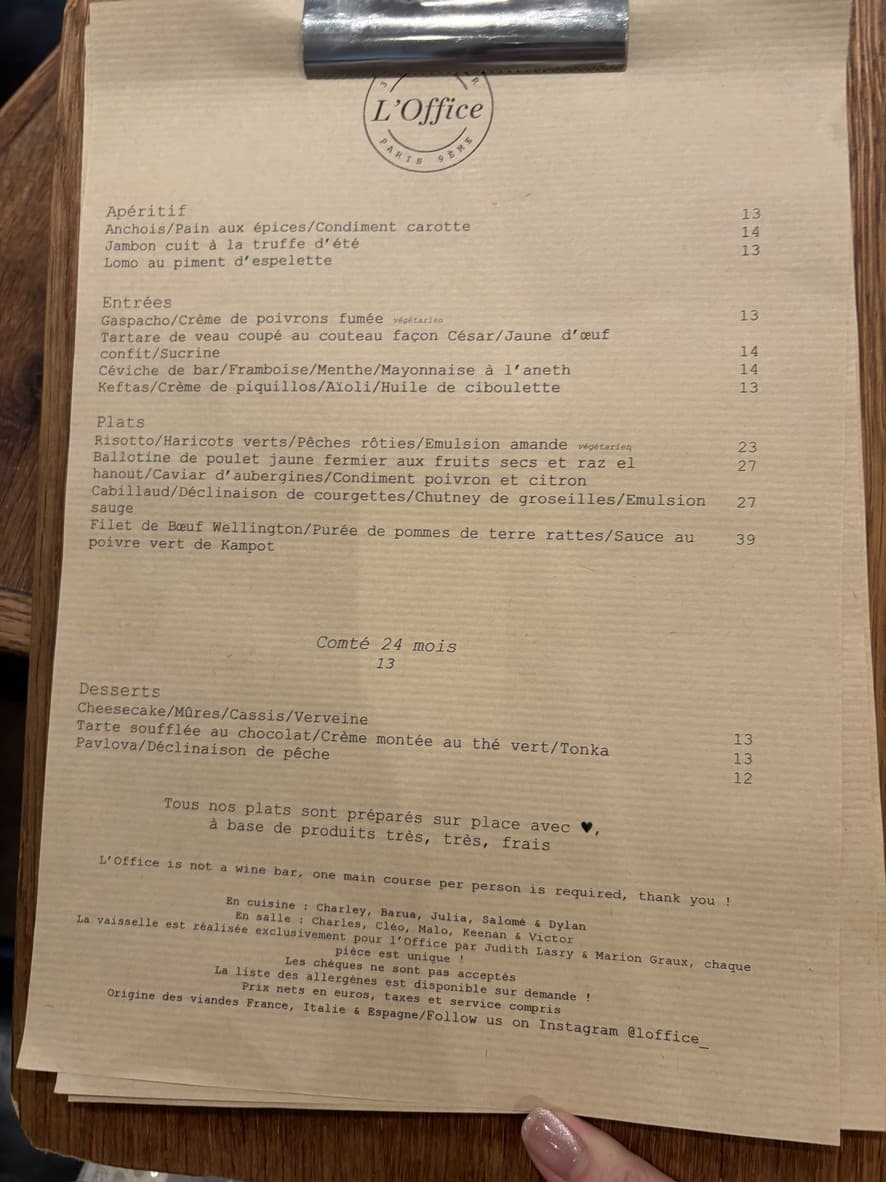 L'Office
PARIS 9ÈME
Apéritif
Anchois/Pain aux épices/Condiment carotte 13
Jambon cuit à la truffe d'été 14
Lomo au piment d'espelette 13
Entrées
Gaspacho/Crème de poivrons fumée végétarien 13
Tartare de veau coupé au couteau façon César/Jaune d'œuf
confit/Sucrine 14
Céviche de bar/Framboise/Menthe/Mayonnaise à l'aneth 14
Keftas/Crème de piquillos/Aïoli/Huile de ciboulette 13
Plats
Risotto/Haricots verts/Pêches rôties/Emulsion amande végétarien 23
Ballotine de poulet jaune fermier aux fruits secs et raz el 27
hanout/Caviar d'aubergines/Condiment poivron et citron
Cabillaud/Déclinaison de courgettes/Chutney de groseilles/Emulsion 27
sauge
Filet de Bœuf Wellington/Purée de pommes de terre rattes/Sauce au 39
poivre vert de Kampot
Comté 24 mois
13
Desserts
Cheesecake/Mûres/Cassis/Verveine 13
Tarte soufflée au chocolat/Crème montée au thé vert/Tonka 13
Pavlova/Déclinaison de pêche 12
Tous nos plats sont préparés sur place avec ♥,
à base de produits très, très, frais
L'Office is not a wine bar, one main course per person is required, thank you !
En cuisine : Charley, Barua, Julia, Salomé & Dylan
En salle : Charles, Cléo, Malo, Keenan & Victor
La vaisselle est réalisée exclusivement pour l'Office par Judith Lasry & Marion Graux, chaque
pièce est unique !
Les chèques ne sont pas acceptés
La liste des allergènes est disponible sur demande !
Prix nets en euros, taxes et service compris
Origine des viandes France, Italie & Espagne/Follow us on Instagram @loffice_